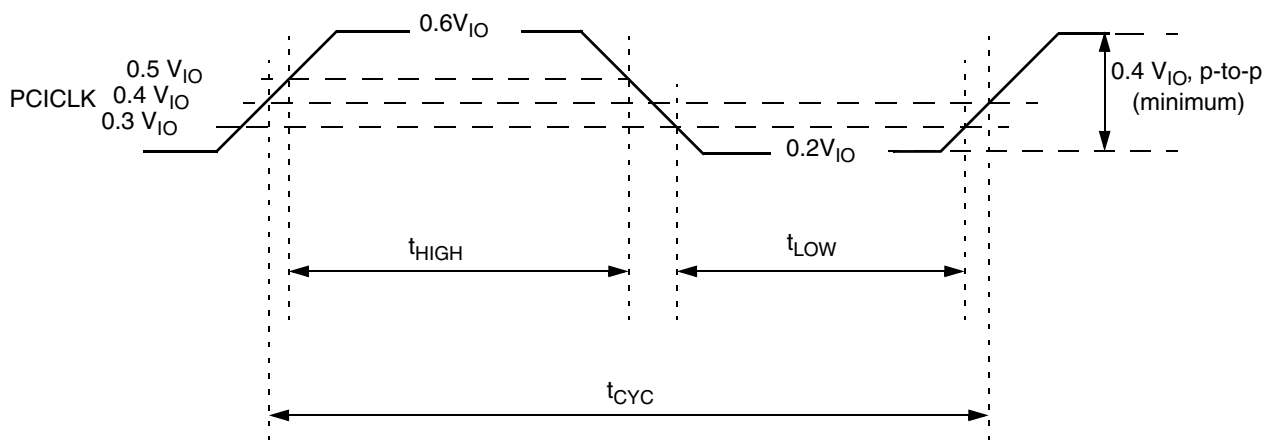 0.6V_IO
0.5 V_IO
PCICLK 0.4 V_IO
0.3 V_IO
0.4 V_IO, p-to-p
(minimum)
0.2V_IO
t_HIGH
t_LOW
t_CYC